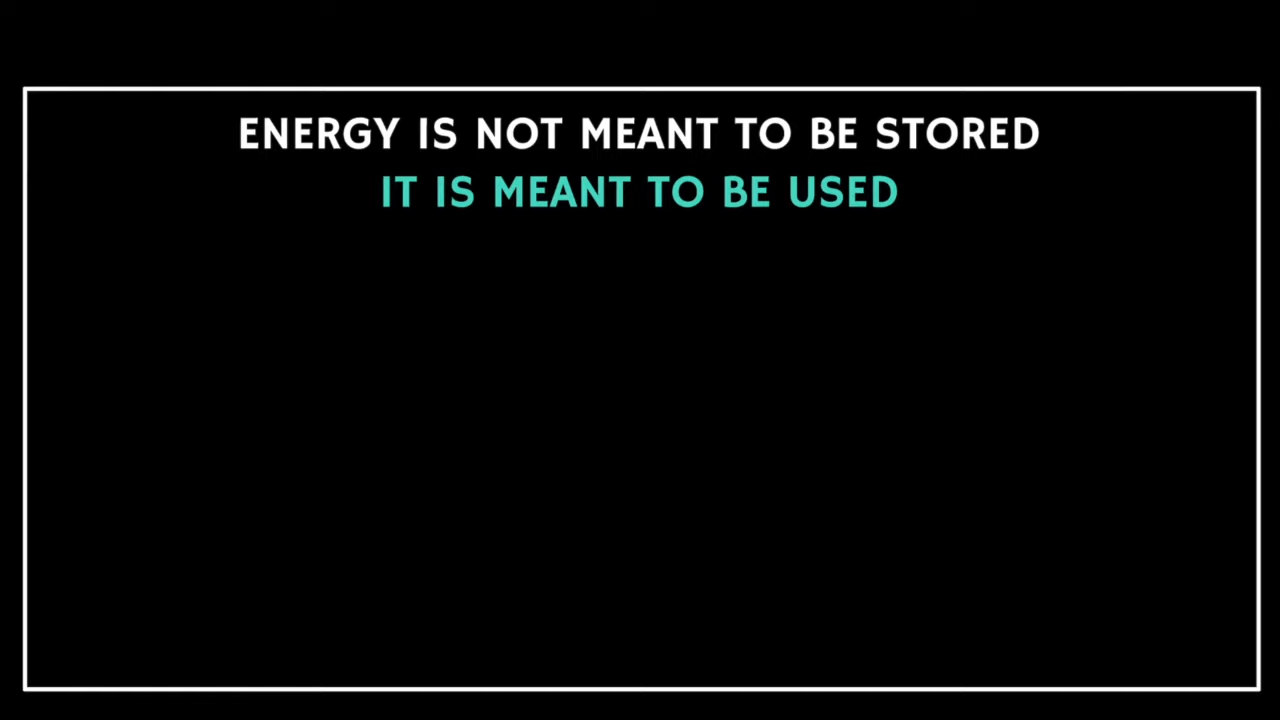 ENERGY IS NOT MEANT TO BE STORED
IT IS MEANT TO BE USED